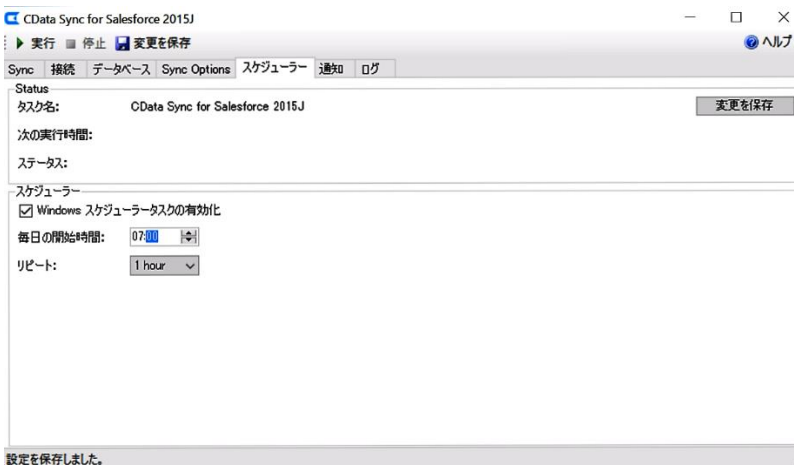 CData Sync for Salesforce 2015J
実行 停止 変更を保存 ヘルプ
Sync 接続 データベース Sync Options スケジューラー 通知 ログ
Status
タスク名: CData Sync for Salesforce 2015J 変更を保存
次の実行時間:
ステータス:
スケジューラー
Windows スケジューラータスクの有効化
毎日の開始時間: 07:00
リピート: 1 hour
設定を保存しました。